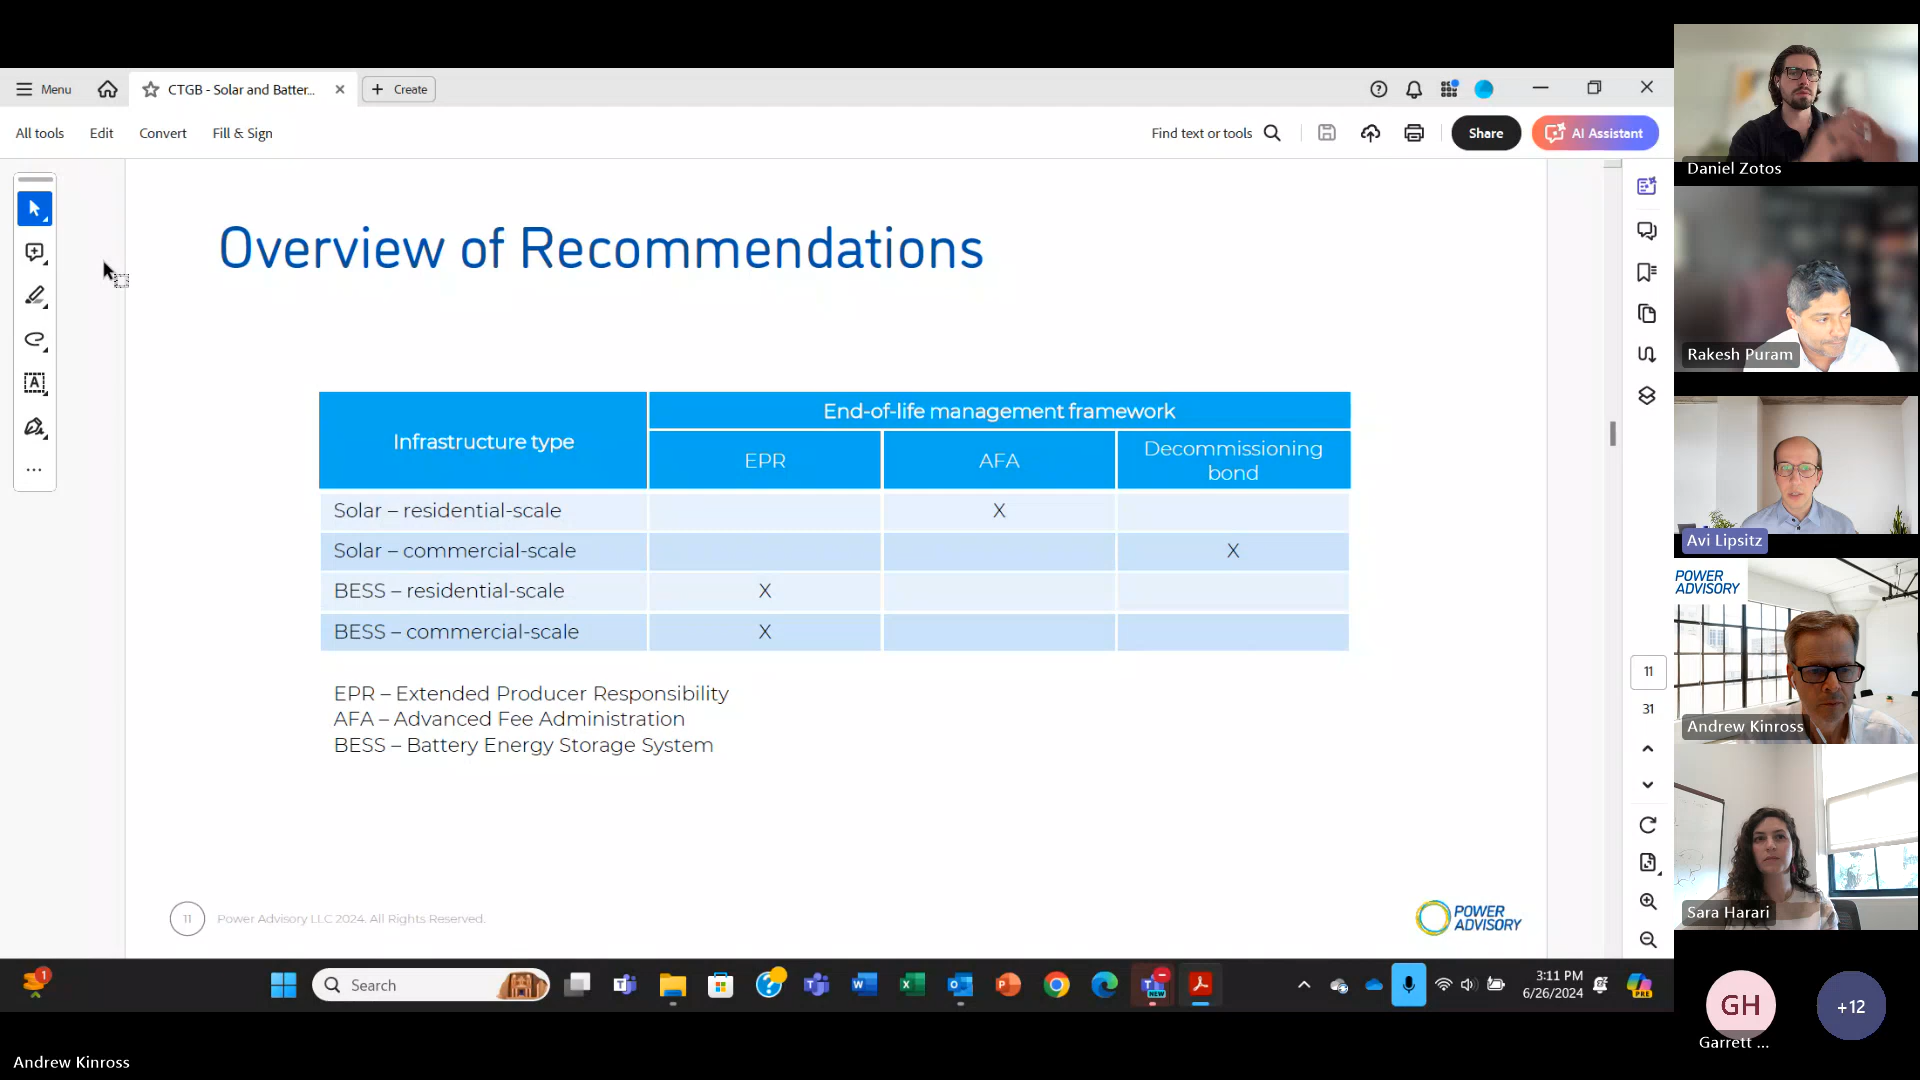 Menu
CTGB - Solar and Batter...
Create
All tools
Edit
Convert
Fill & Sign
Find text or tools
Share
AI Assistant
Overview of Recommendations
Infrastructure type
End-of-life management framework
EPR
AFA
Decommissioning
bond
Solar – residential-scale
X
Solar – commercial-scale
X
BESS – residential-scale
X
BESS – commercial-scale
X
EPR – Extended Producer Responsibility
AFA – Advanced Fee Administration
BESS – Battery Energy Storage System
11
Power Advisory LLC 2024. All Rights Reserved.
POWER
ADVISORY
11
31
1
Search
3:11 PM
6/26/2024
NEW
PRE
Daniel Zotos
Rakesh Puram
Avi Lipsitz
POWER
ADVISORY
Andrew Kinross
Sara Harari
GH
Garrett ...
+12
Andrew Kinross